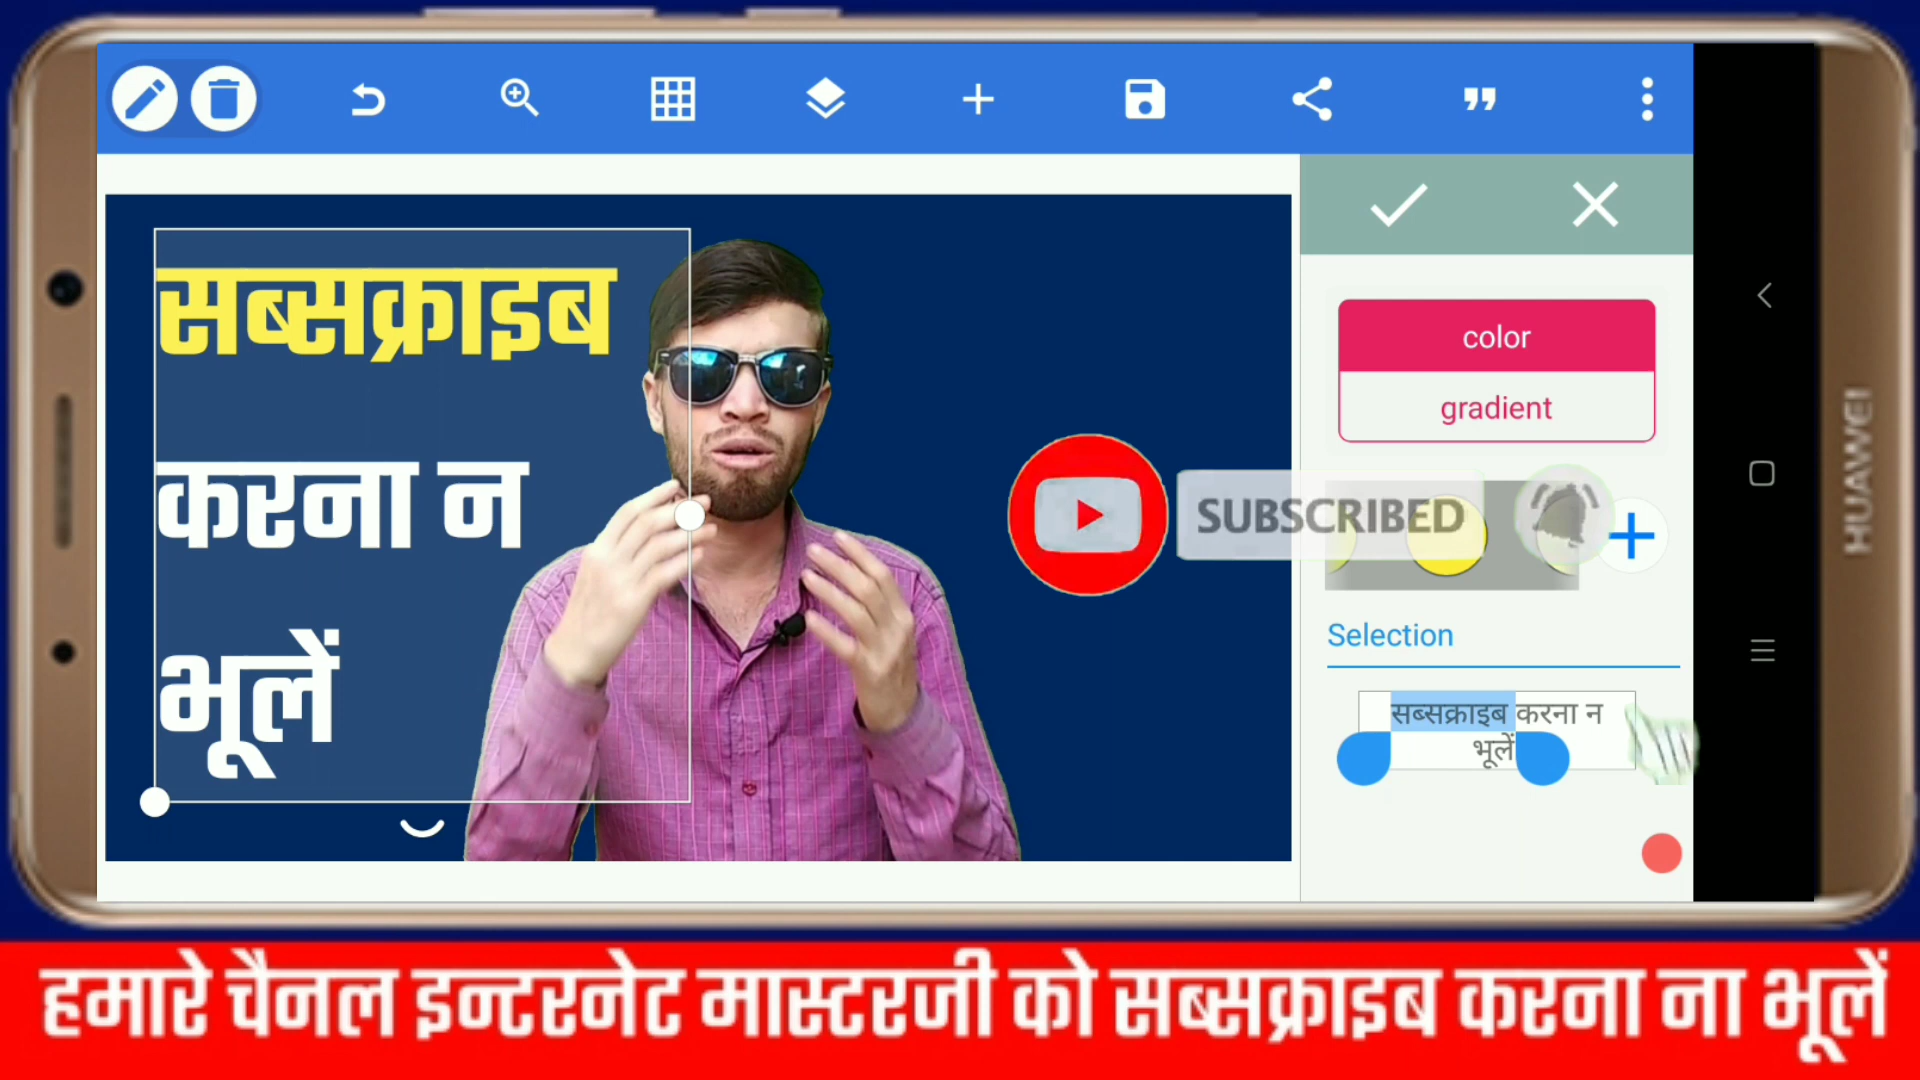 सब्सक्राइब
करना न
भूलें
color
gradient
SUBSCRIBED
Selection
सब्सक्राइब करना न
भूलें
HUAWEI
हमारे चैनल इन्टरनेट मास्टरजी को सब्सक्राइब करना ना भूलें